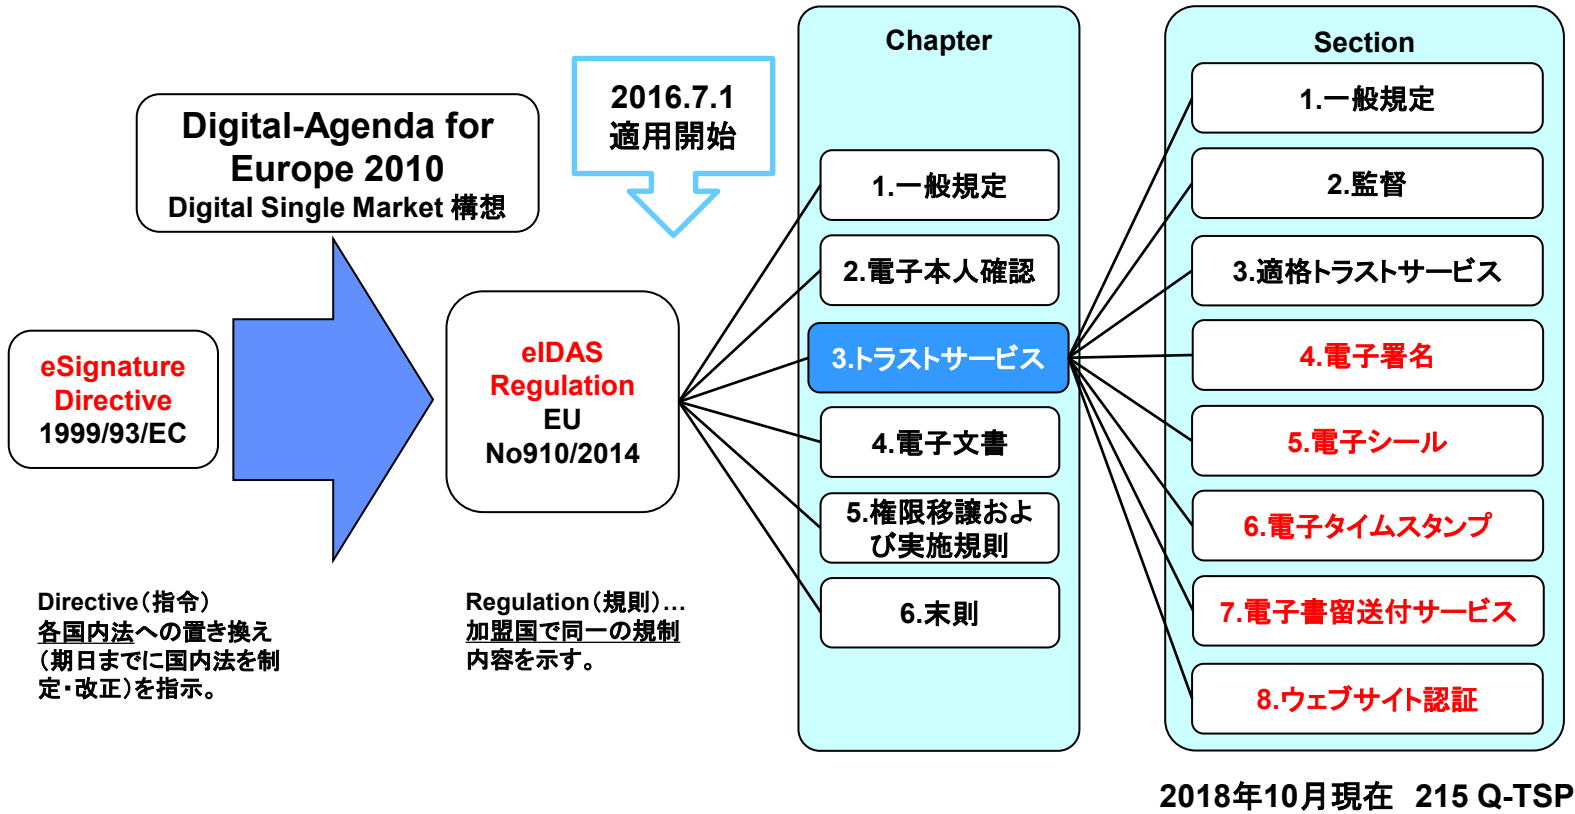 Digital-Agenda for
Europe 2010
Digital Single Market 構想
2016.7.1
適用開始
eSignature
Directive
1999/93/EC
eIDAS
Regulation
EU
No910/2014
Directive（指令）
各国内法への置き換え
（期日までに国内法を制
定・改正）を指示。
Regulation（規則）…
加盟国で同一の規制
内容を示す。
Chapter
1.一般規定
2.電子本人確認
3.トラストサービス
4.電子文書
5.権限移譲およ
び実施規則
6.末則
Section
1.一般規定
2.監督
3.適格トラストサービス
4.電子署名
5.電子シール
6.電子タイムスタンプ
7.電子書留送付サービス
8.ウェブサイト認証
2018年10月現在 215 Q-TSP